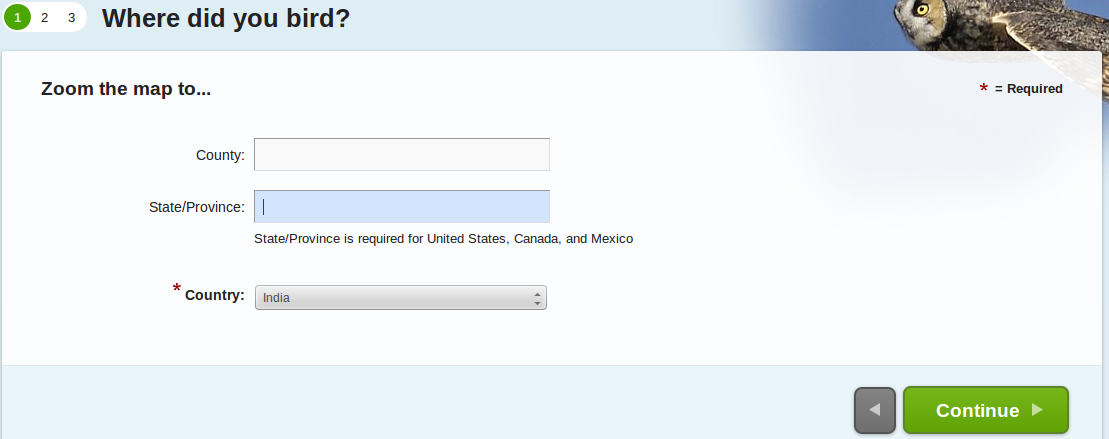 1 2 3 Where did you bird?
Zoom the map to...
* = Required
County:
State/Province:
State/Province is required for United States, Canada, and Mexico
* Country: India
Continue